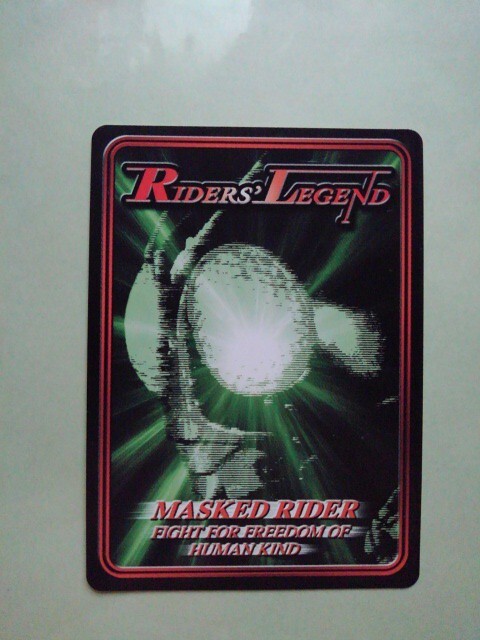 RIDERS' LEGEND
MASKED RIDER
FIGHT FOR FREEDOM OF
HUMAN KIND